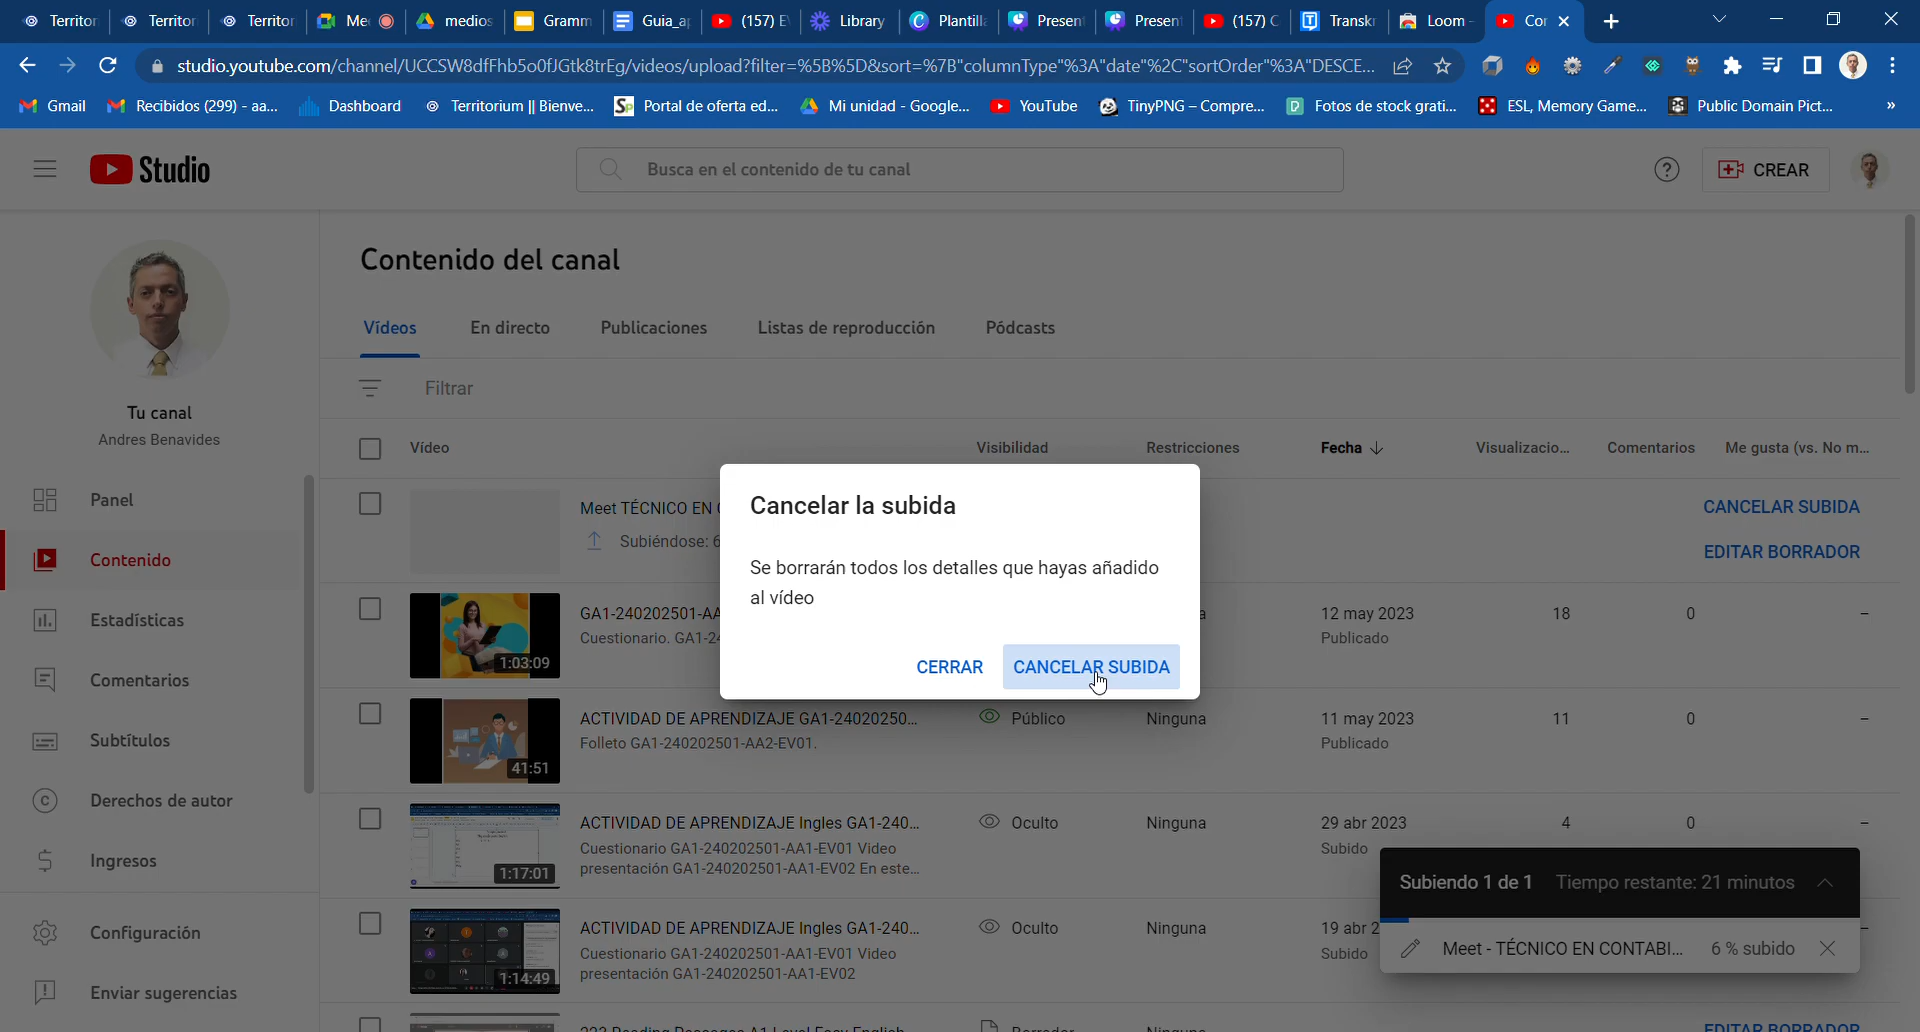 Territor
Territor
Territor
Me
medios
Gramm
Guia_a
(157) E
Library
Plantill
Present
Present
(157) C
Transkr
Loom -
Cor
studio.youtube.com/channel/UCCSW8dfFhb5o0fJGtk8trEg/videos/upload?filter=%5B%5D&sort=%7B"columnType"%3A"date"%2C"sortOrder"%3A"DESCE...
Gmail
Recibidos (299) - aa...
Dashboard
Territorium || Bienve...
Portal de oferta ed...
Mi unidad - Google...
YouTube
TinyPNG – Compre...
Fotos de stock grati...
ESL, Memory Game...
Public Domain Pict...
»
Studio
Busca en el contenido de tu canal
CREAR
Tu canal
Andres Benavides
Panel
Contenido
Estadísticas
Comentarios
Subtítulos
Derechos de autor
Ingresos
Configuración
Enviar sugerencias
Contenido del canal
Vídeos
En directo
Publicaciones
Listas de reproducción
Pódcasts
Filtrar
Vídeo
Visibilidad
Restricciones
Fecha
Visualizacio...
Comentarios
Me gusta (vs. No m...
Meet TÉCNICO EN
Subiéndose: 6
CANCELAR SUBIDA
EDITAR BORRADOR
Cancelar la subida
Se borrarán todos los detalles que hayas añadido
al vídeo
CERRAR
CANCELAR SUBIDA
1:03:09
GA1-240202501-AA
Cuestionario. GA1-24
a
12 may 2023
Publicado
18
0
–
41:51
ACTIVIDAD DE APRENDIZAJE GA1-24020250...
Folleto GA1-240202501-AA2-EV01.
Público
Ninguna
11 may 2023
Publicado
11
0
–
1:17:01
ACTIVIDAD DE APRENDIZAJE Ingles GA1-240...
Cuestionario GA1-240202501-AA1-EV01 Video
presentación GA1-240202501-AA1-EV02 En este...
Oculto
Ninguna
29 abr 2023
Subido
4
0
–
1:14:49
ACTIVIDAD DE APRENDIZAJE Ingles GA1-240...
Cuestionario GA1-240202501-AA1-EV01 Video
presentación GA1-240202501-AA1-EV02
Oculto
Ninguna
19 abr 2
Subido
–
Subiendo 1 de 1
Tiempo restante: 21 minutos
Meet - TÉCNICO EN CONTABI...
6 % subido
Ninguna
EDITAR BORRADOR